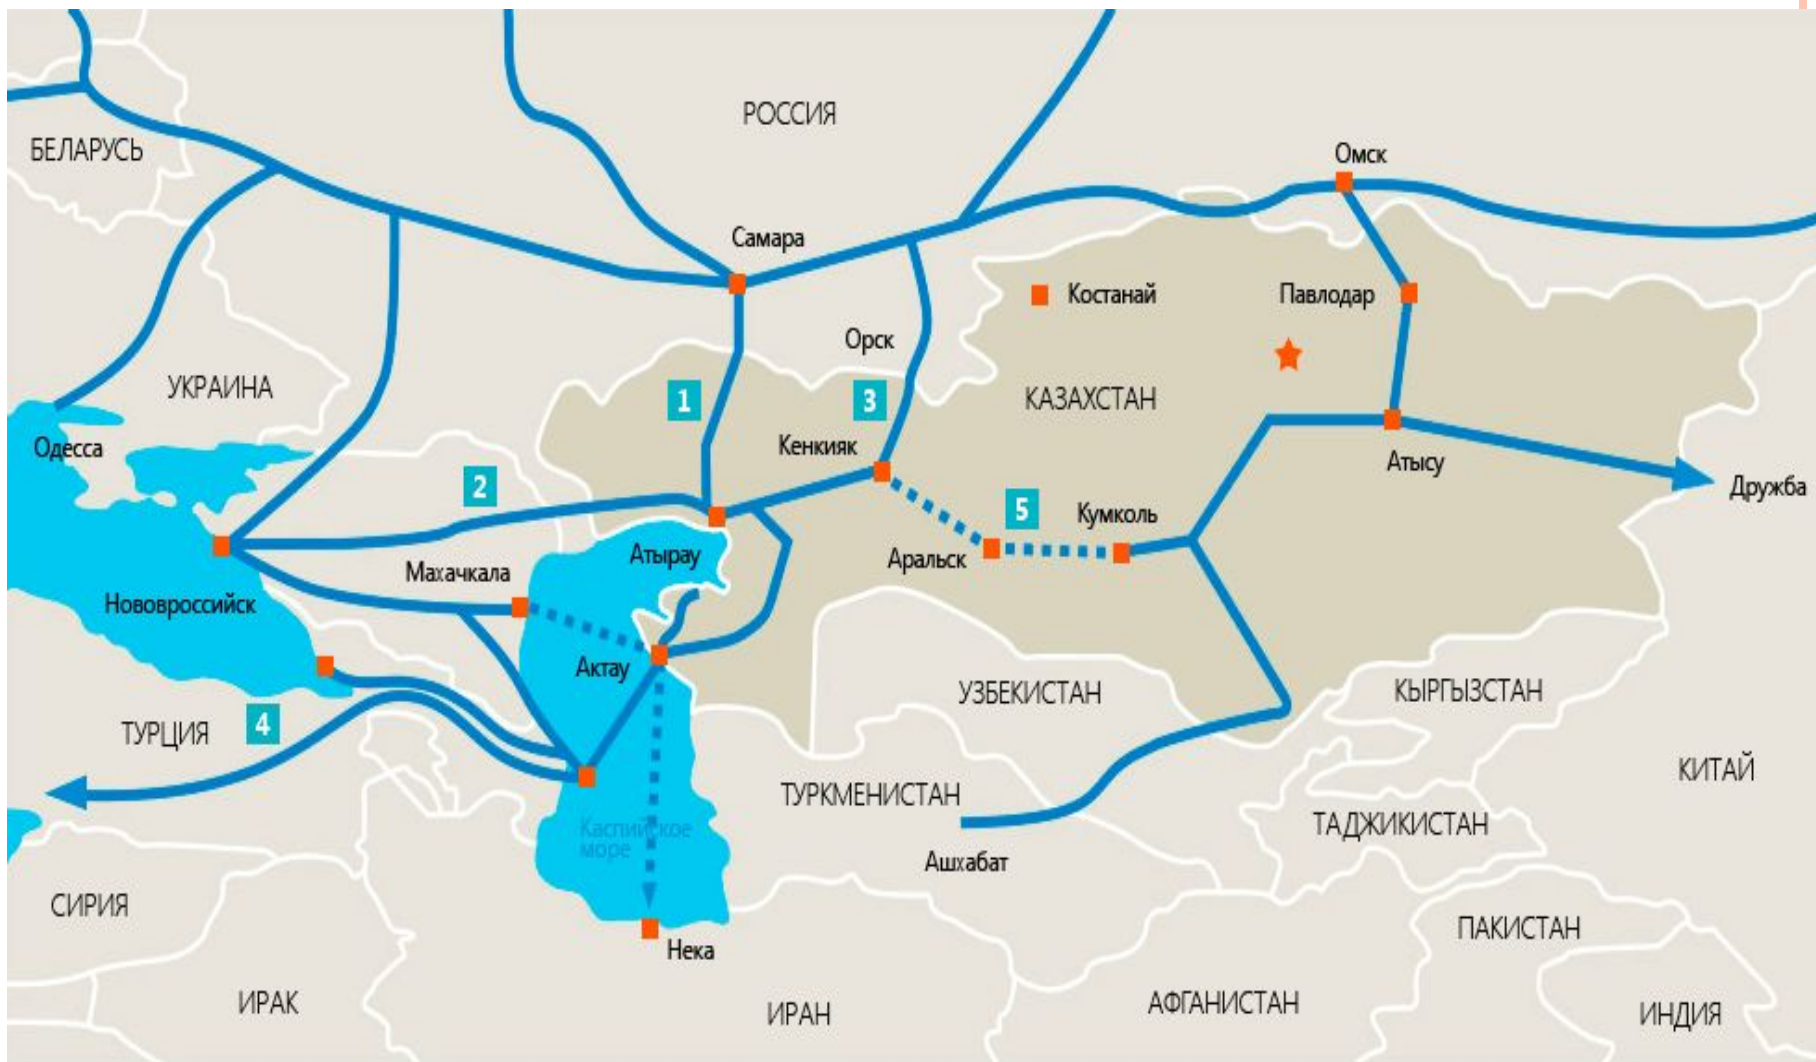 РОССИЯ
БЕЛАРУСЬ
Омск
Самара
Костанай
Павлодар
Орск
УКРАИНА
1
3
КАЗАХСТАН
Одесса
Кенкияк
Атысу
2
5
Дружба
Кумколь
Атырау
Аральск
Махачкала
Нововроссийск
Актау
УЗБЕКИСТАН
КЫРГЫЗСТАН
4
ТУРЦИЯ
КИТАЙ
ТУРКМЕНИСТАН
ТАДЖИКИСТАН
Каспийское
море
Ашхабат
СИРИЯ
ПАКИСТАН
Нека
ИРАК
ИРАН
АФГАНИСТАН
ИНДИЯ